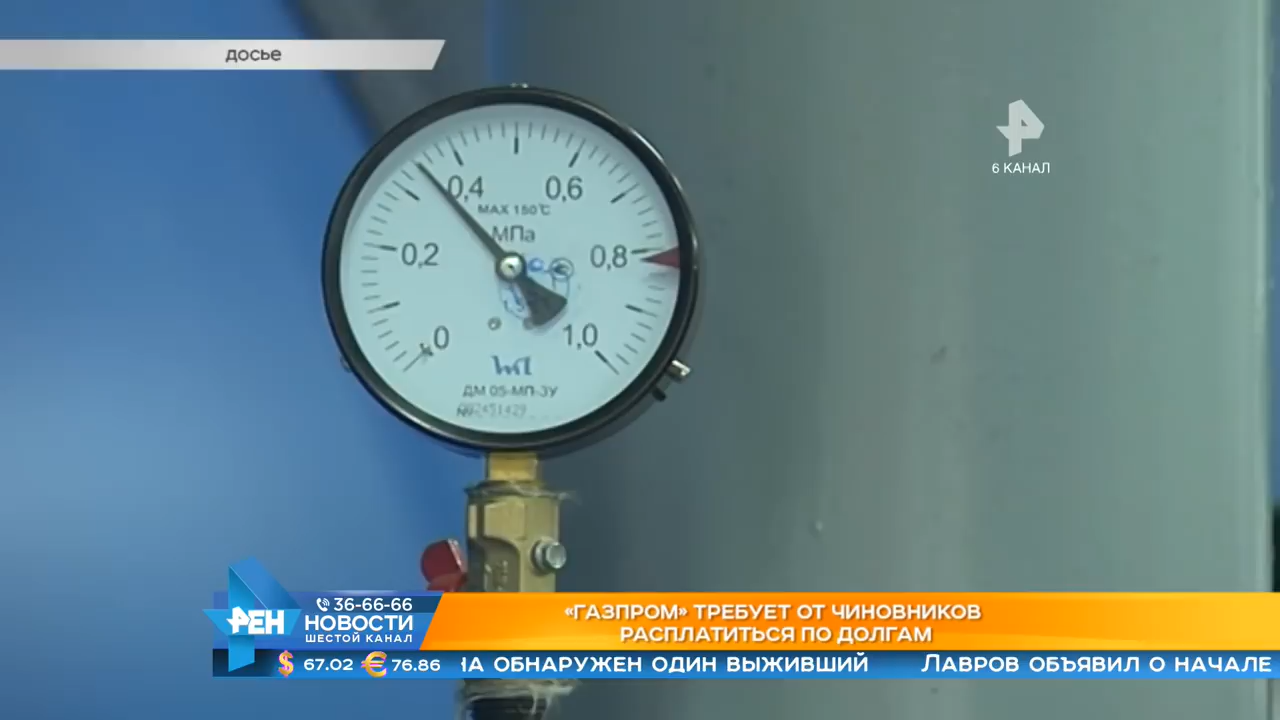 досье
6 КАНАЛ
0,4
0,6
MAX 150°C
МПа
0,2
0,8
0
1,0
ДМ 05-МП-3У
36-66-66
РЕН
НОВОСТИ
ШЕСТОЙ КАНАЛ
«ГАЗПРОМ» ТРЕБУЕТ ОТ ЧИНОВНИКОВ
РАСПЛАТИТЬСЯ ПО ДОЛГАМ
$ 67.02 € 76.86 НА ОБНАРУЖЕН ОДИН ВЫЖИВШИЙ ЛАВРОВ ОБЪЯВИЛ О НАЧАЛЕ